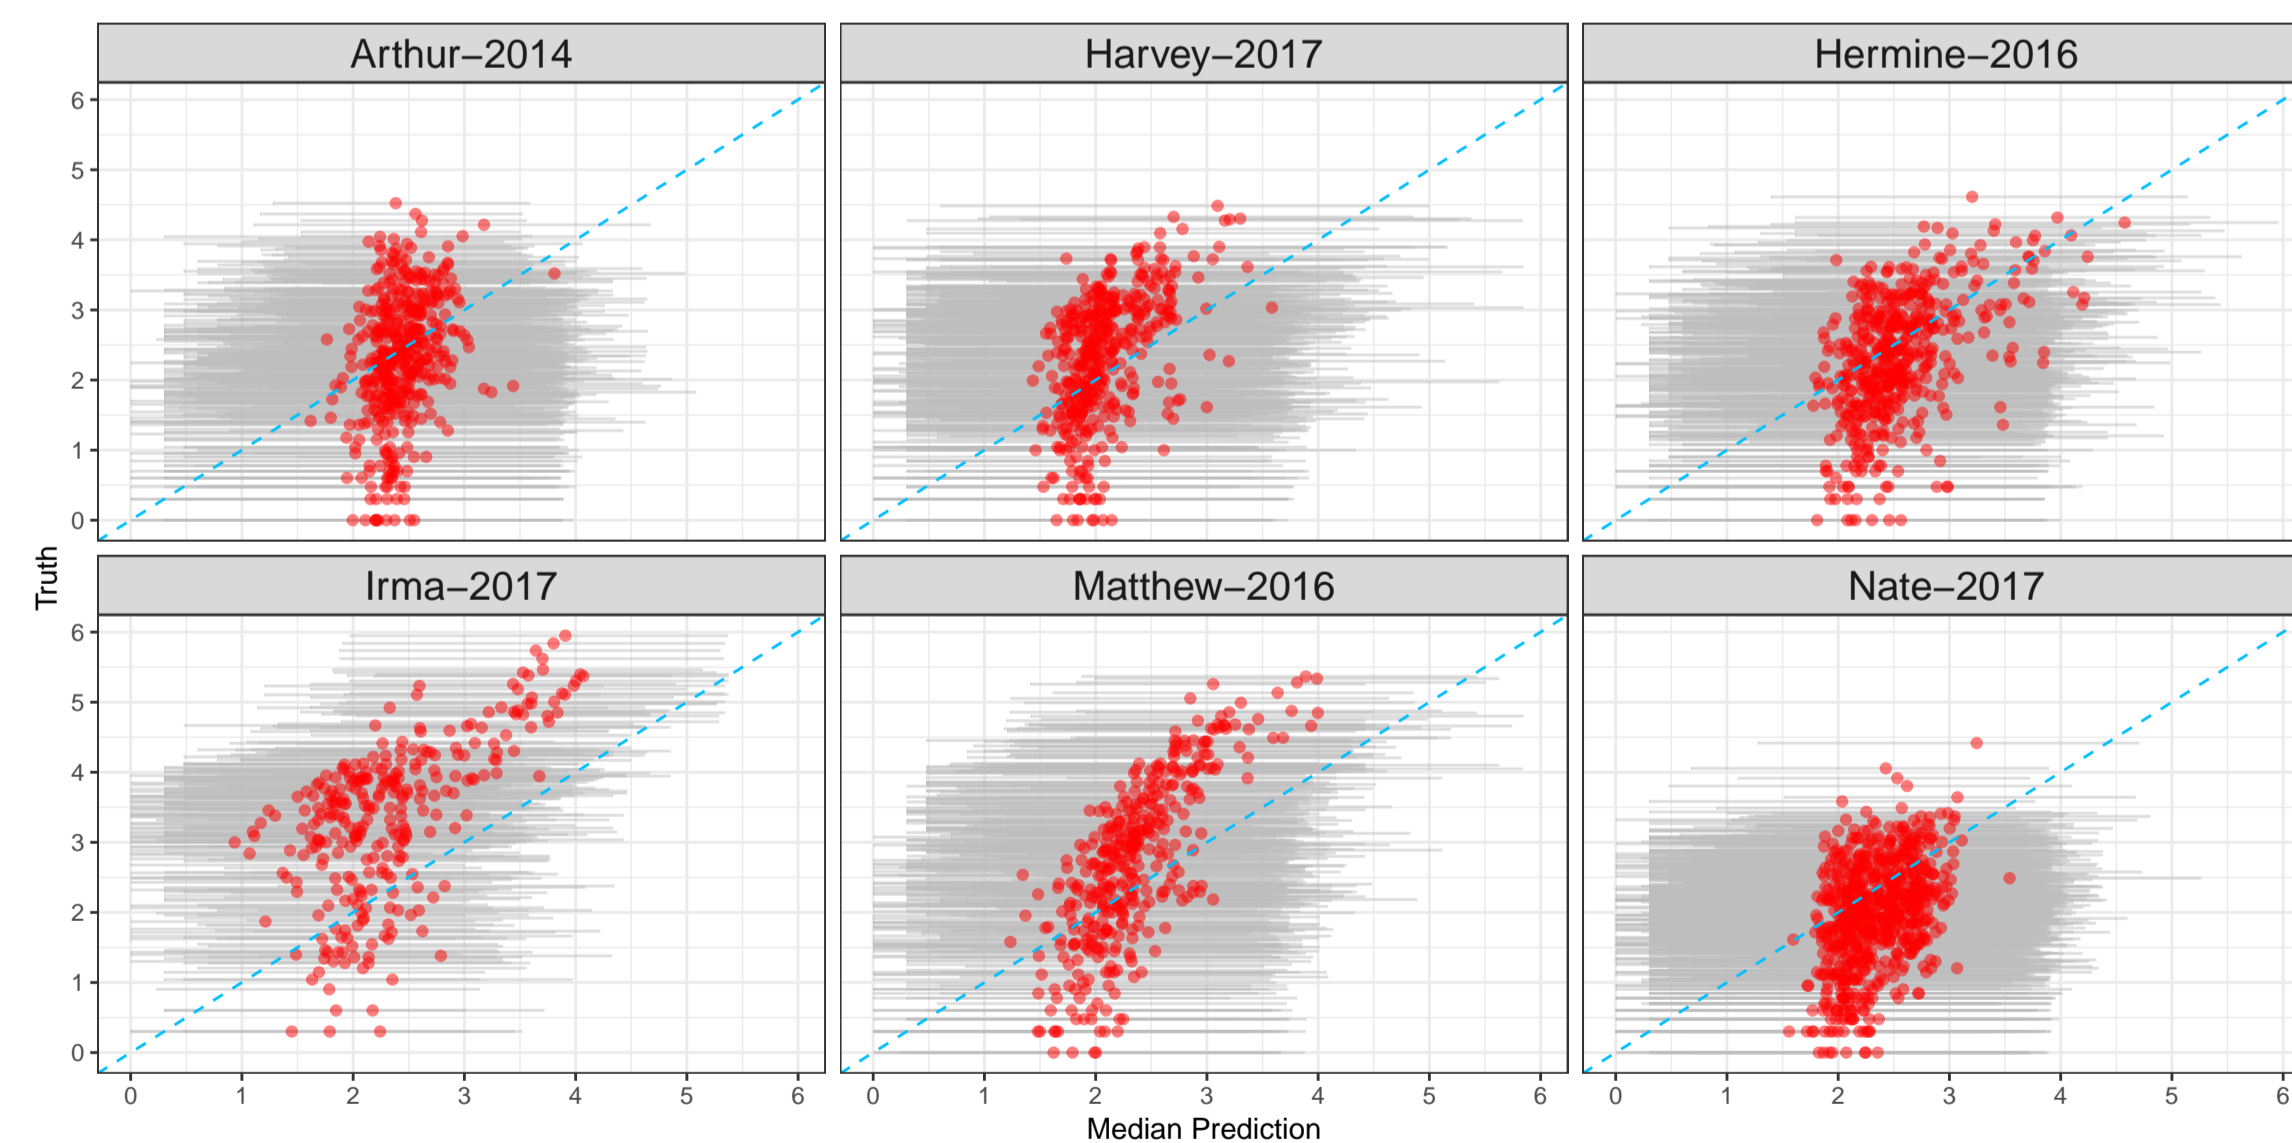 Arthur−2014
Harvey−2017
Hermine−2016
6
5
4
3
2
1
0
Truth
Irma−2017
Matthew−2016
Nate−2017
6
5
4
3
2
1
0
0 1 2 3 4 5 6
0 1 2 3 4 5 6
0 1 2 3 4 5 6
Median Prediction